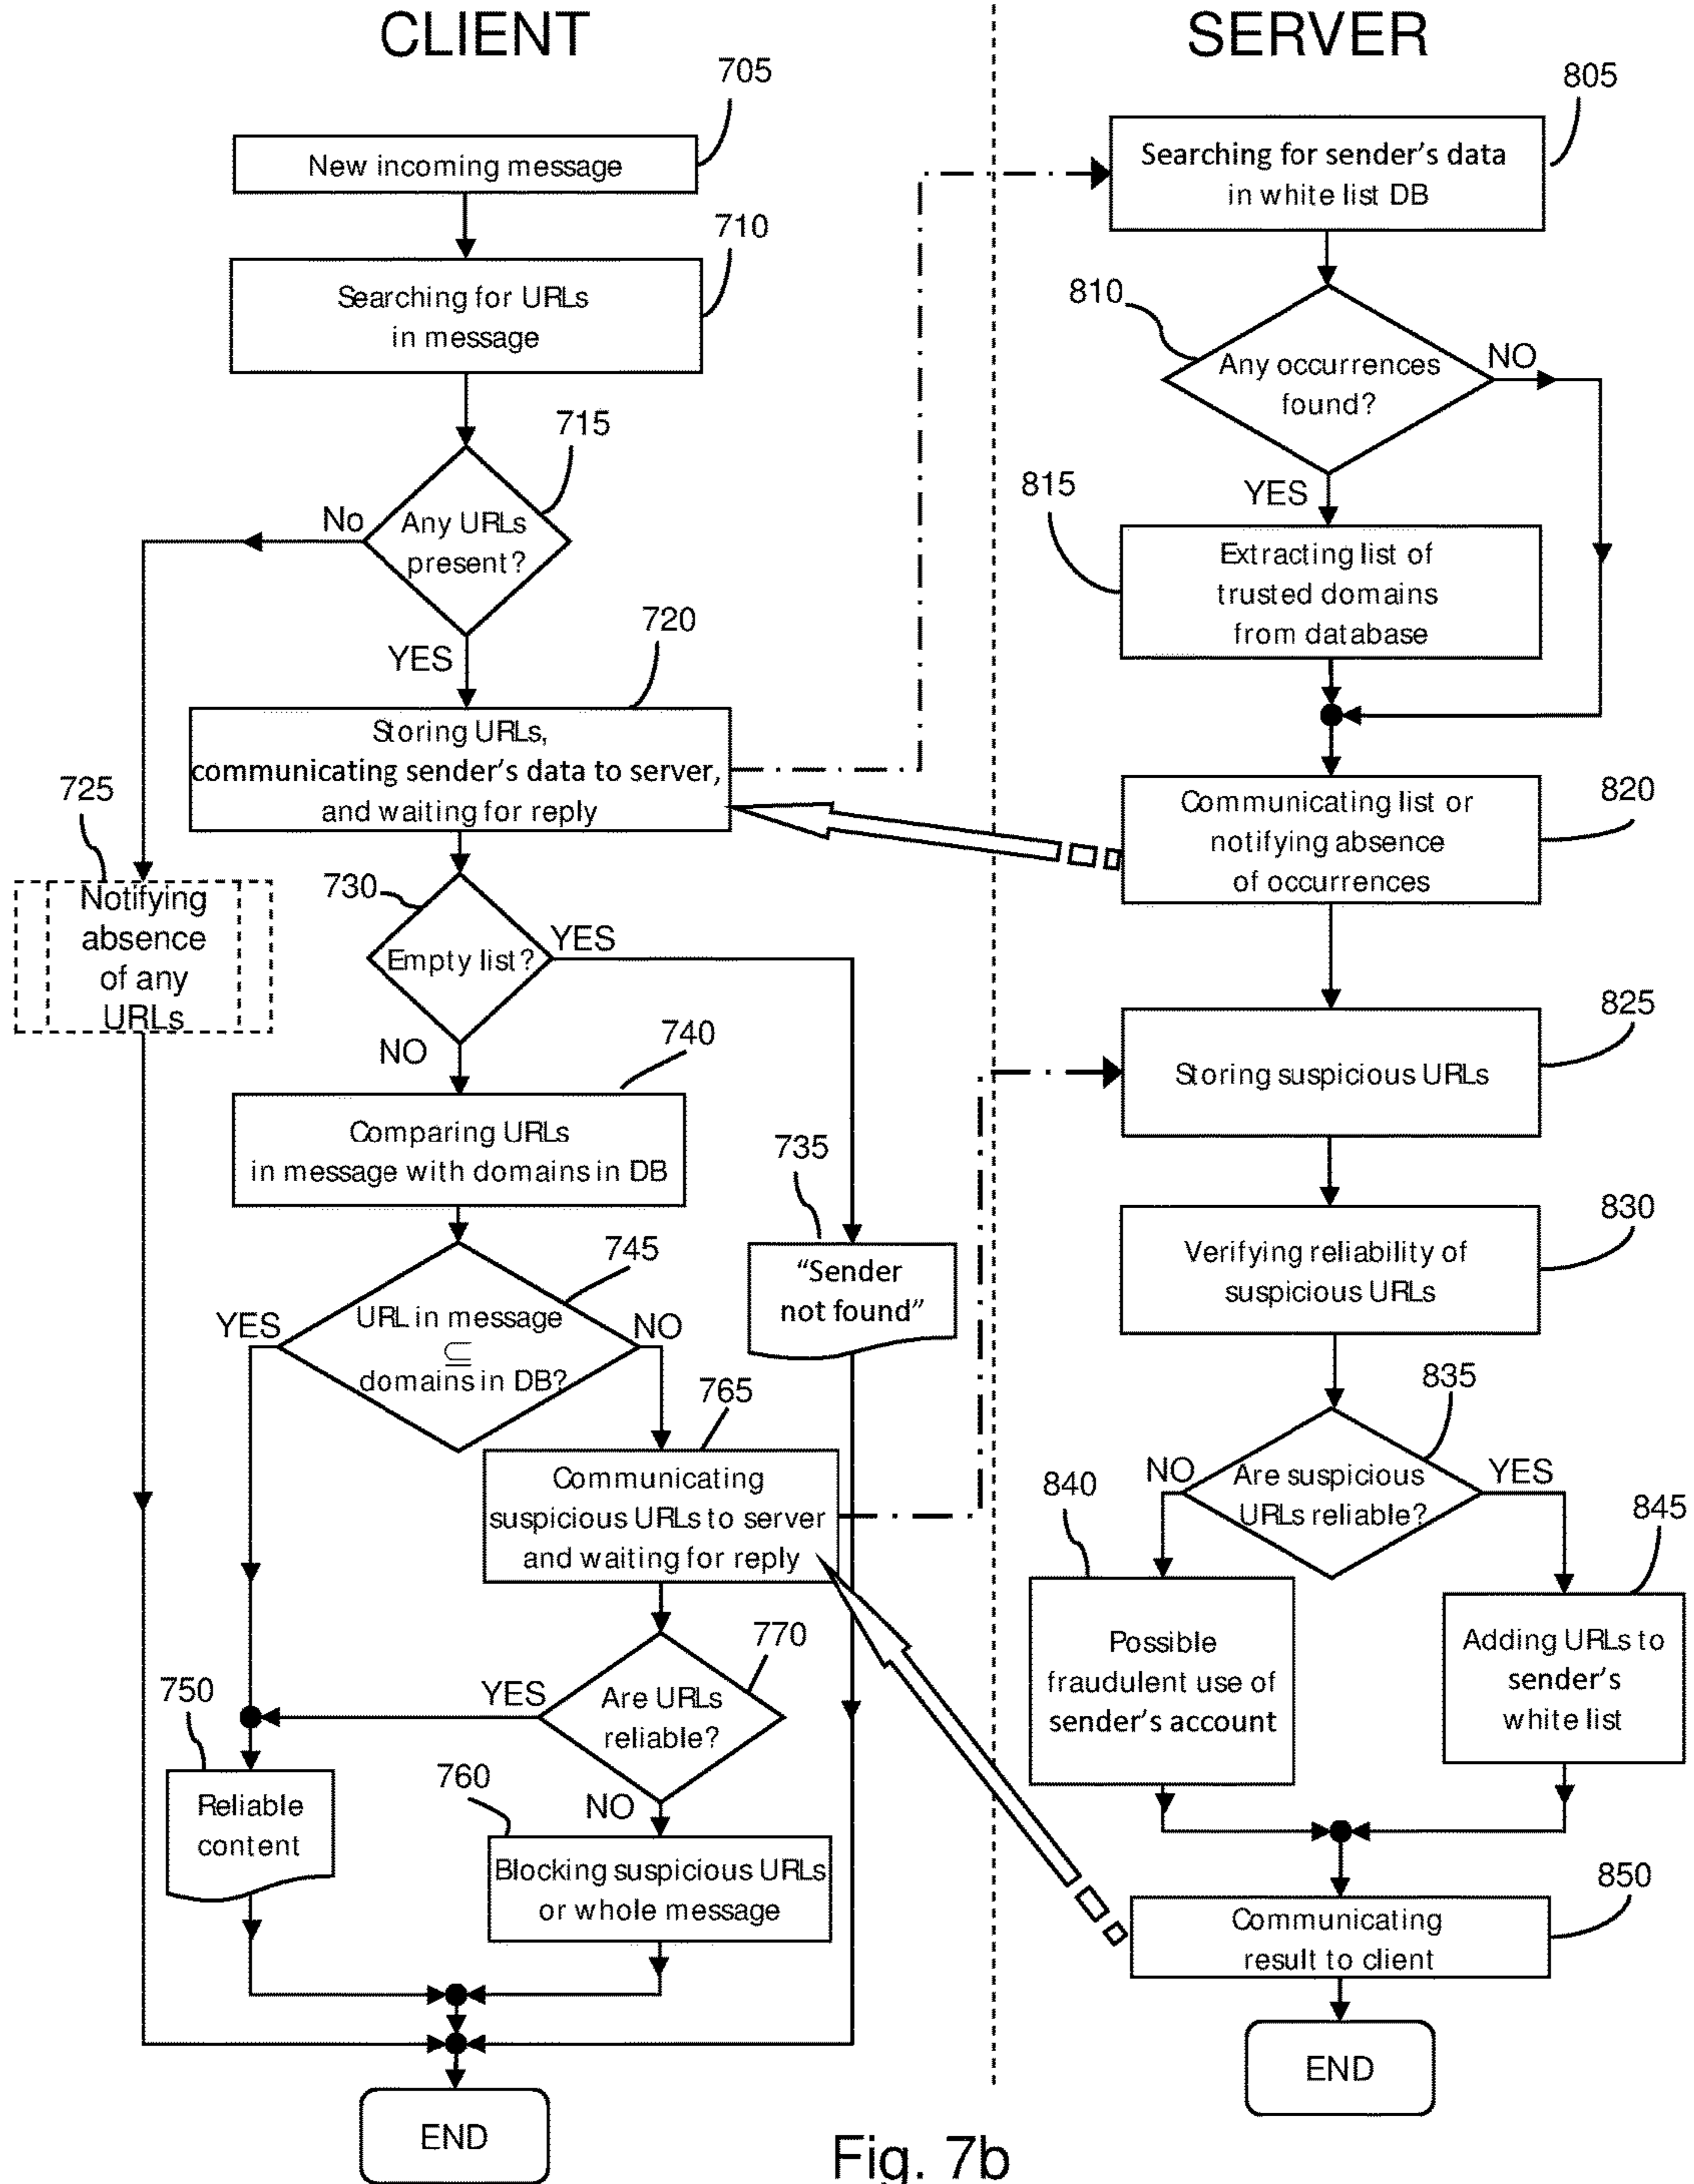 CLIENT
705
New incoming message
710
Searching for URLs
in message
715
No
Any URLs
present?
YES
720
Storing URLs,
communicating sender's data to server,
and waiting for reply
725
Notifying
absence
of any
URLs
730
Empty list?
YES
NO
740
Comparing URLs
in message with domains in DB
735
“Sender
not found”
745
YES
URL in message
⊆
domains in DB?
NO
765
Communicating
suspicious URLs to server
and waiting for reply
770
YES
Are URLs
reliable?
NO
750
Reliable
content
760
Blocking suspicious URLs
or whole message
END
SERVER
805
Searching for sender's data
in white list DB
810
Any occurrences
found?
NO
YES
815
Extracting list of
trusted domains
from database
820
Communicating list or
notifying absence
of occurrences
825
Storing suspicious URLs
830
Verifying reliability of
suspicious URLs
835
NO
Are suspicious
URLs reliable?
YES
840
Possible
fraudulent use of
sender's account
845
Adding URLs to
sender's
white list
850
Communicating
result to client
END
Fig. 7b